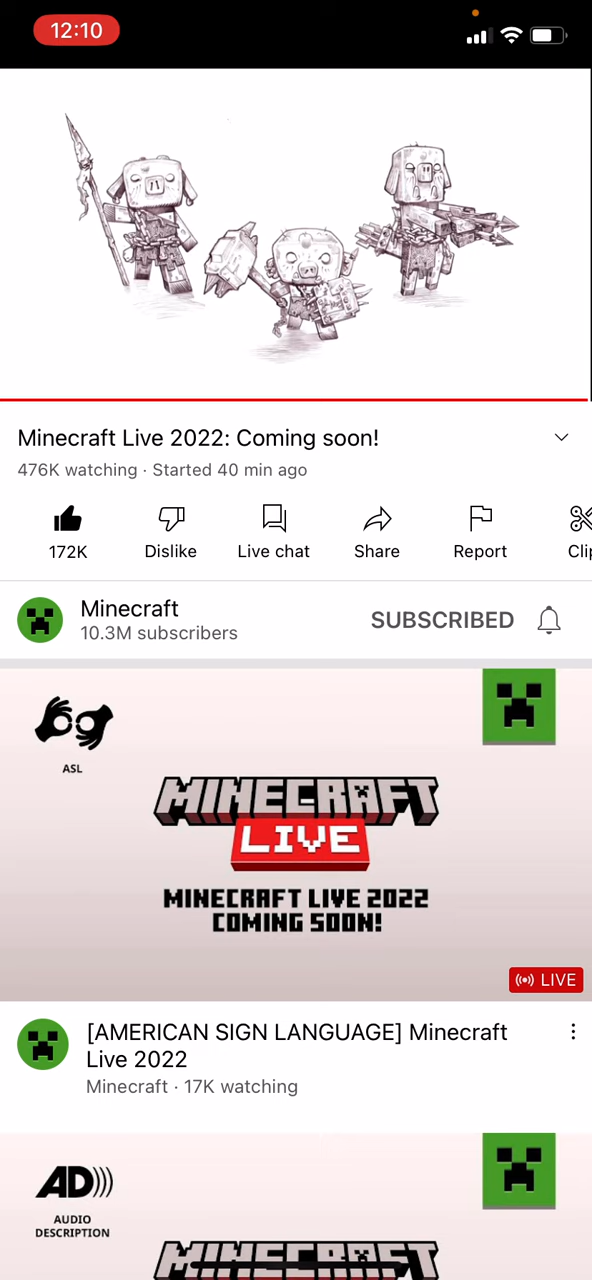 12:10
Minecraft Live 2022: Coming soon!
476K watching · Started 40 min ago
172K
Dislike
Live chat
Share
Report
Cli
Minecraft
10.3M subscribers
SUBSCRIBED
ASL
MINECRAFT
LIVE
MINECRAFT LIVE 2022
COMING SOON!
LIVE
[AMERICAN SIGN LANGUAGE] Minecraft
Live 2022
Minecraft · 17K watching
AD
AUDIO
DESCRIPTION
MINECRAFT